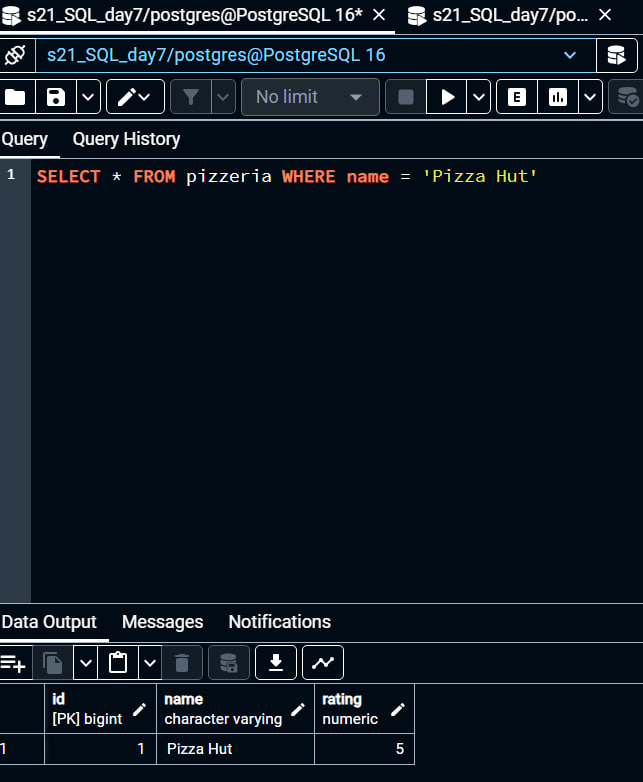 s21_SQL_day7/postgres@PostgreSQL 16* s21_SQL_day7/po...
s21_SQL_day7/postgres@PostgreSQL 16
No limit E
Query Query History
1 SELECT * FROM pizzeria WHERE name = 'Pizza Hut'
Data Output Messages Notifications
id name rating
[PK] bigint character varying numeric
1 1 Pizza Hut 5